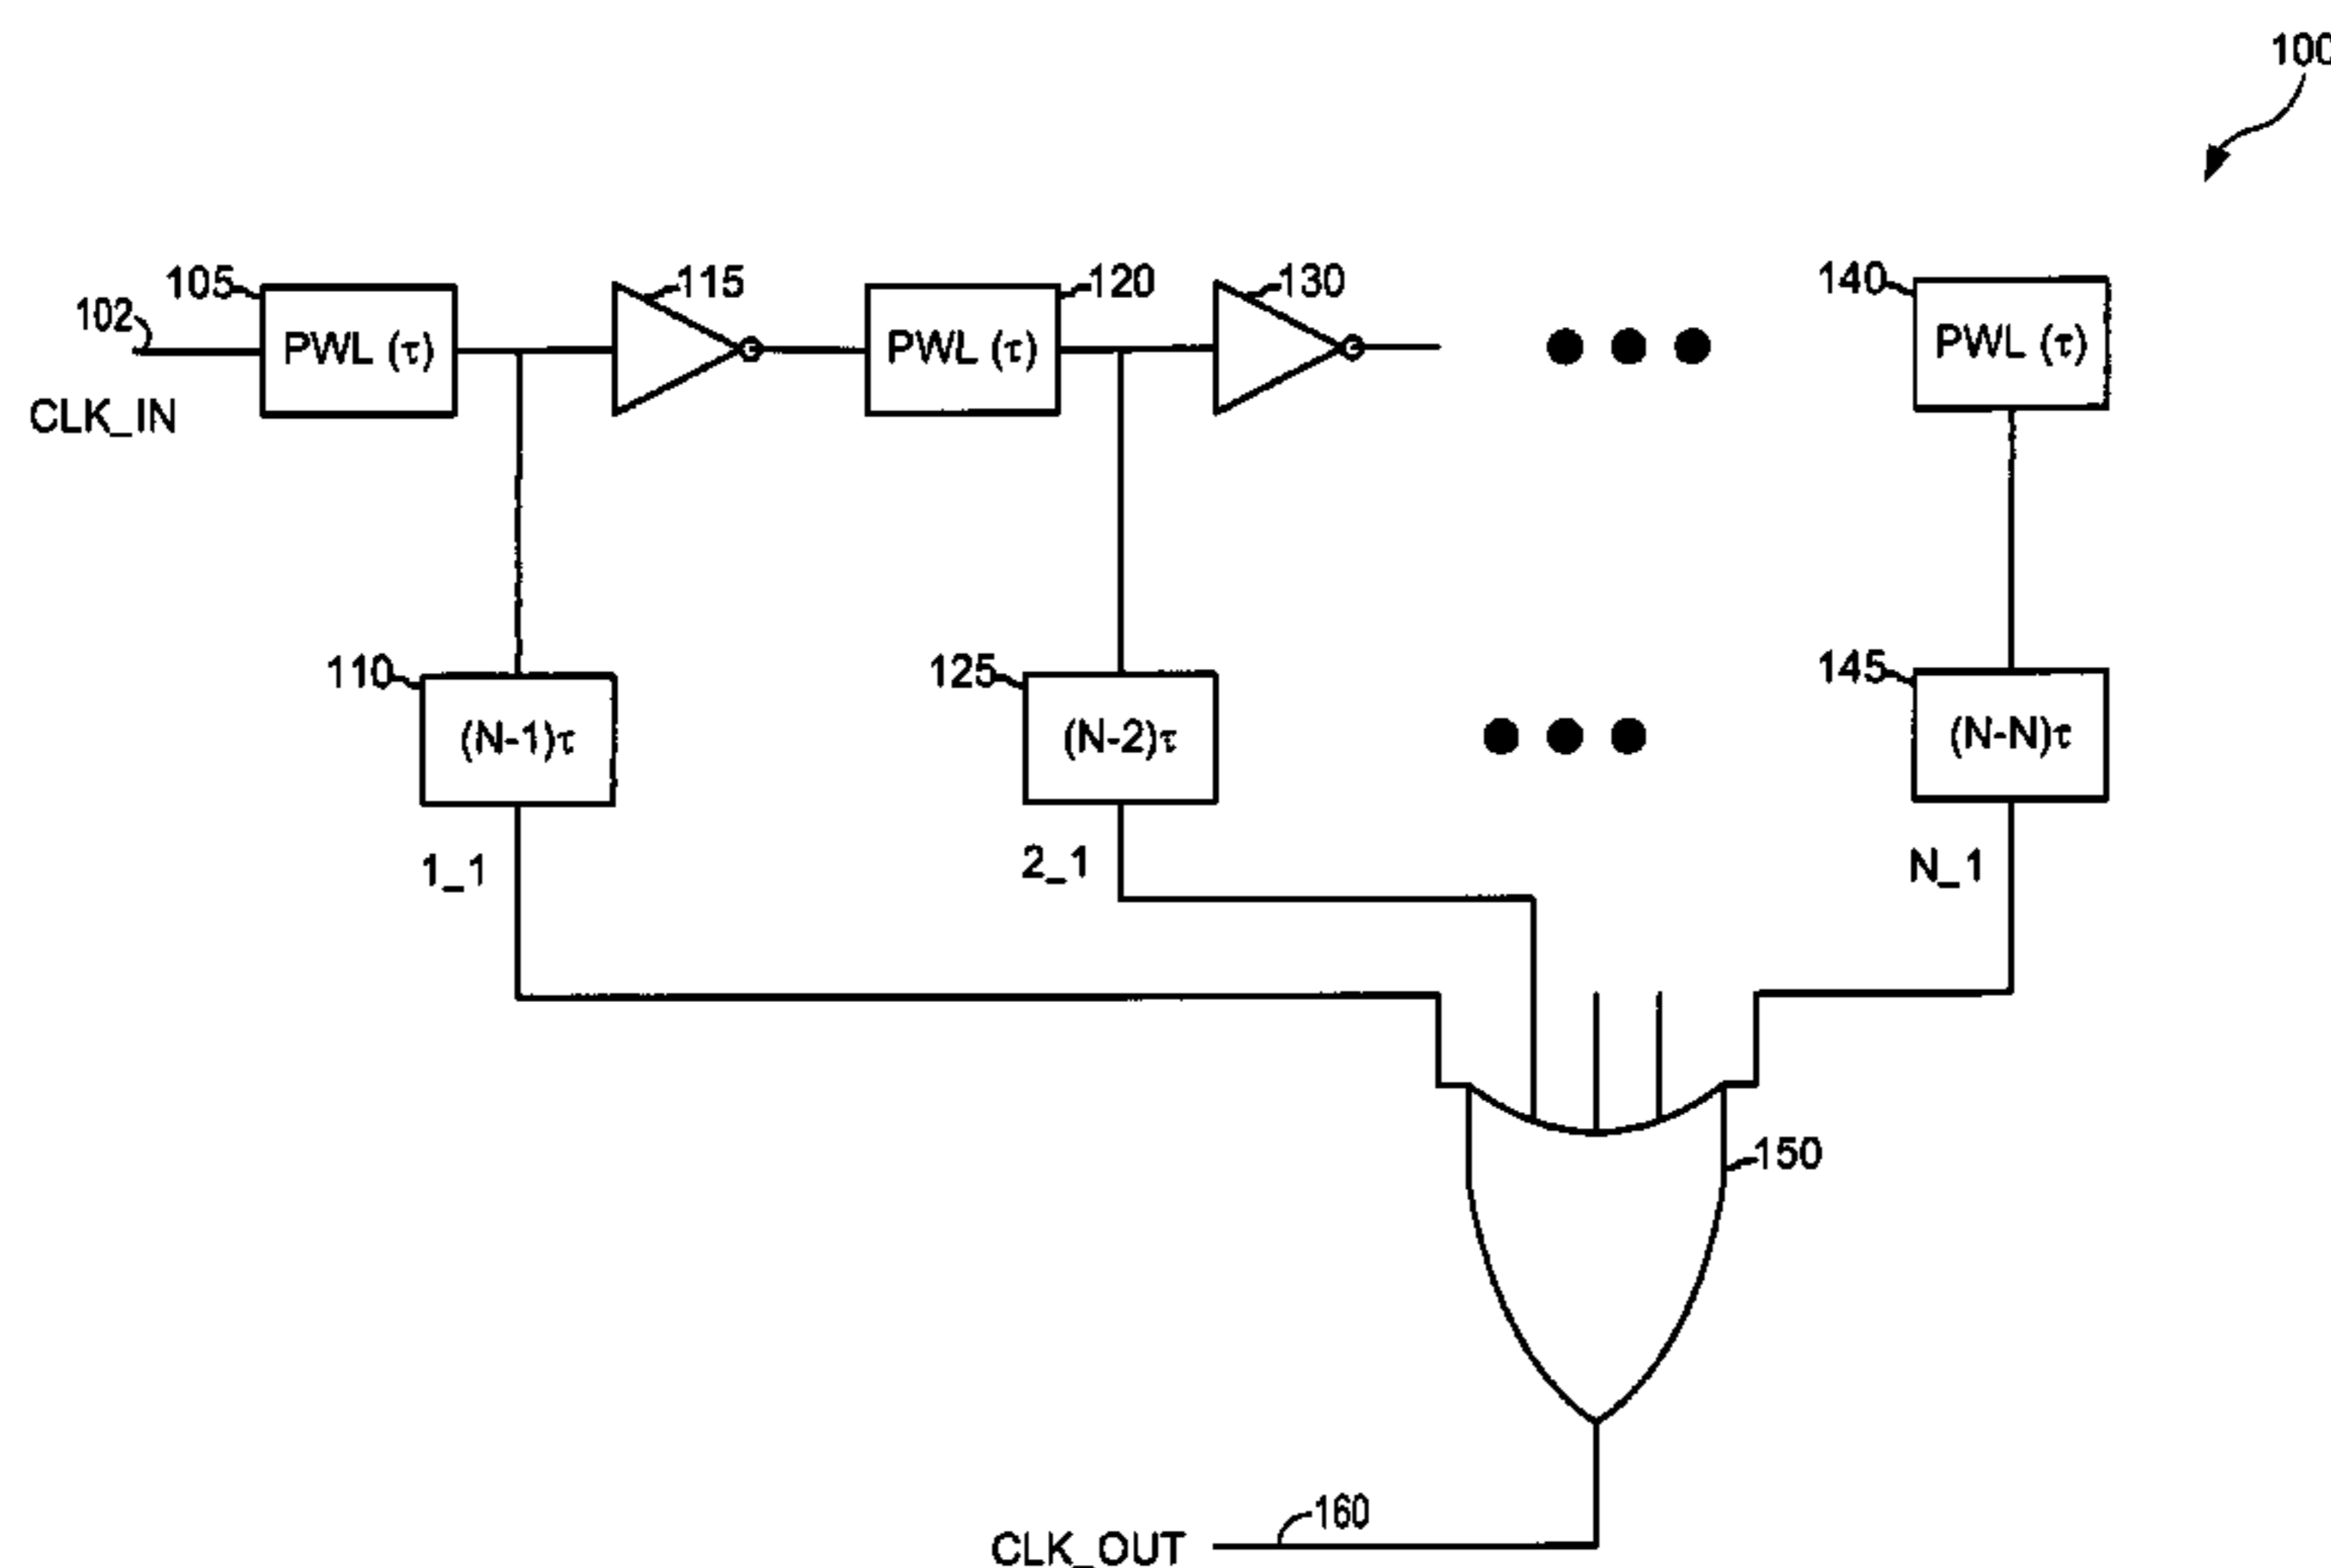 100
105
115
120
130
140
102
PWL (τ)
PWL (τ)
PWL (τ)
CLK_IN
110
125
145
(N-1)τ
(N-2)τ
(N-N)τ
1_1
2_1
N_1
150
160
CLK_OUT